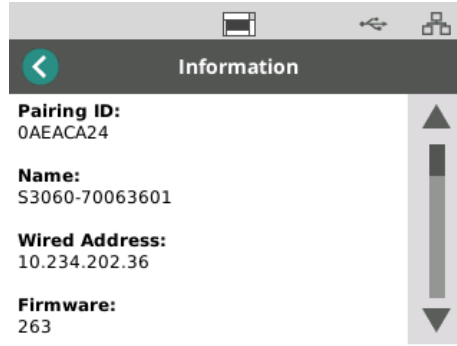 Information
Pairing ID:
0AEACA24
Name:
S3060-70063601
Wired Address:
10.234.202.36
Firmware:
263